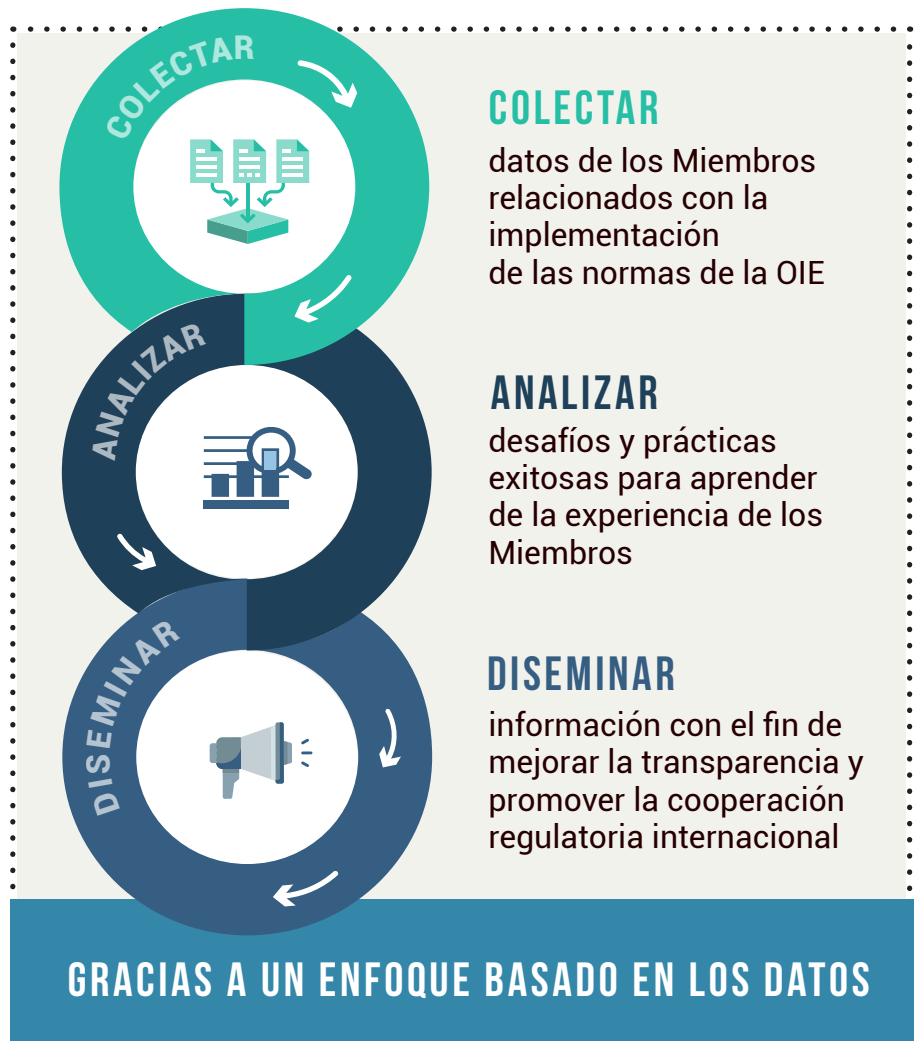 COLECTAR
COLECTAR
datos de los Miembros
relacionados con la
implementación
de las normas de la OIE
ANALIZAR
ANALIZAR
desafíos y prácticas
exitosas para aprender
de la experiencia de los
Miembros
DISEMINAR
DISEMINAR
información con el fin de
mejorar la transparencia y
promover la cooperación
regulatoria internacional
GRACIAS A UN ENFOQUE BASADO EN LOS DATOS